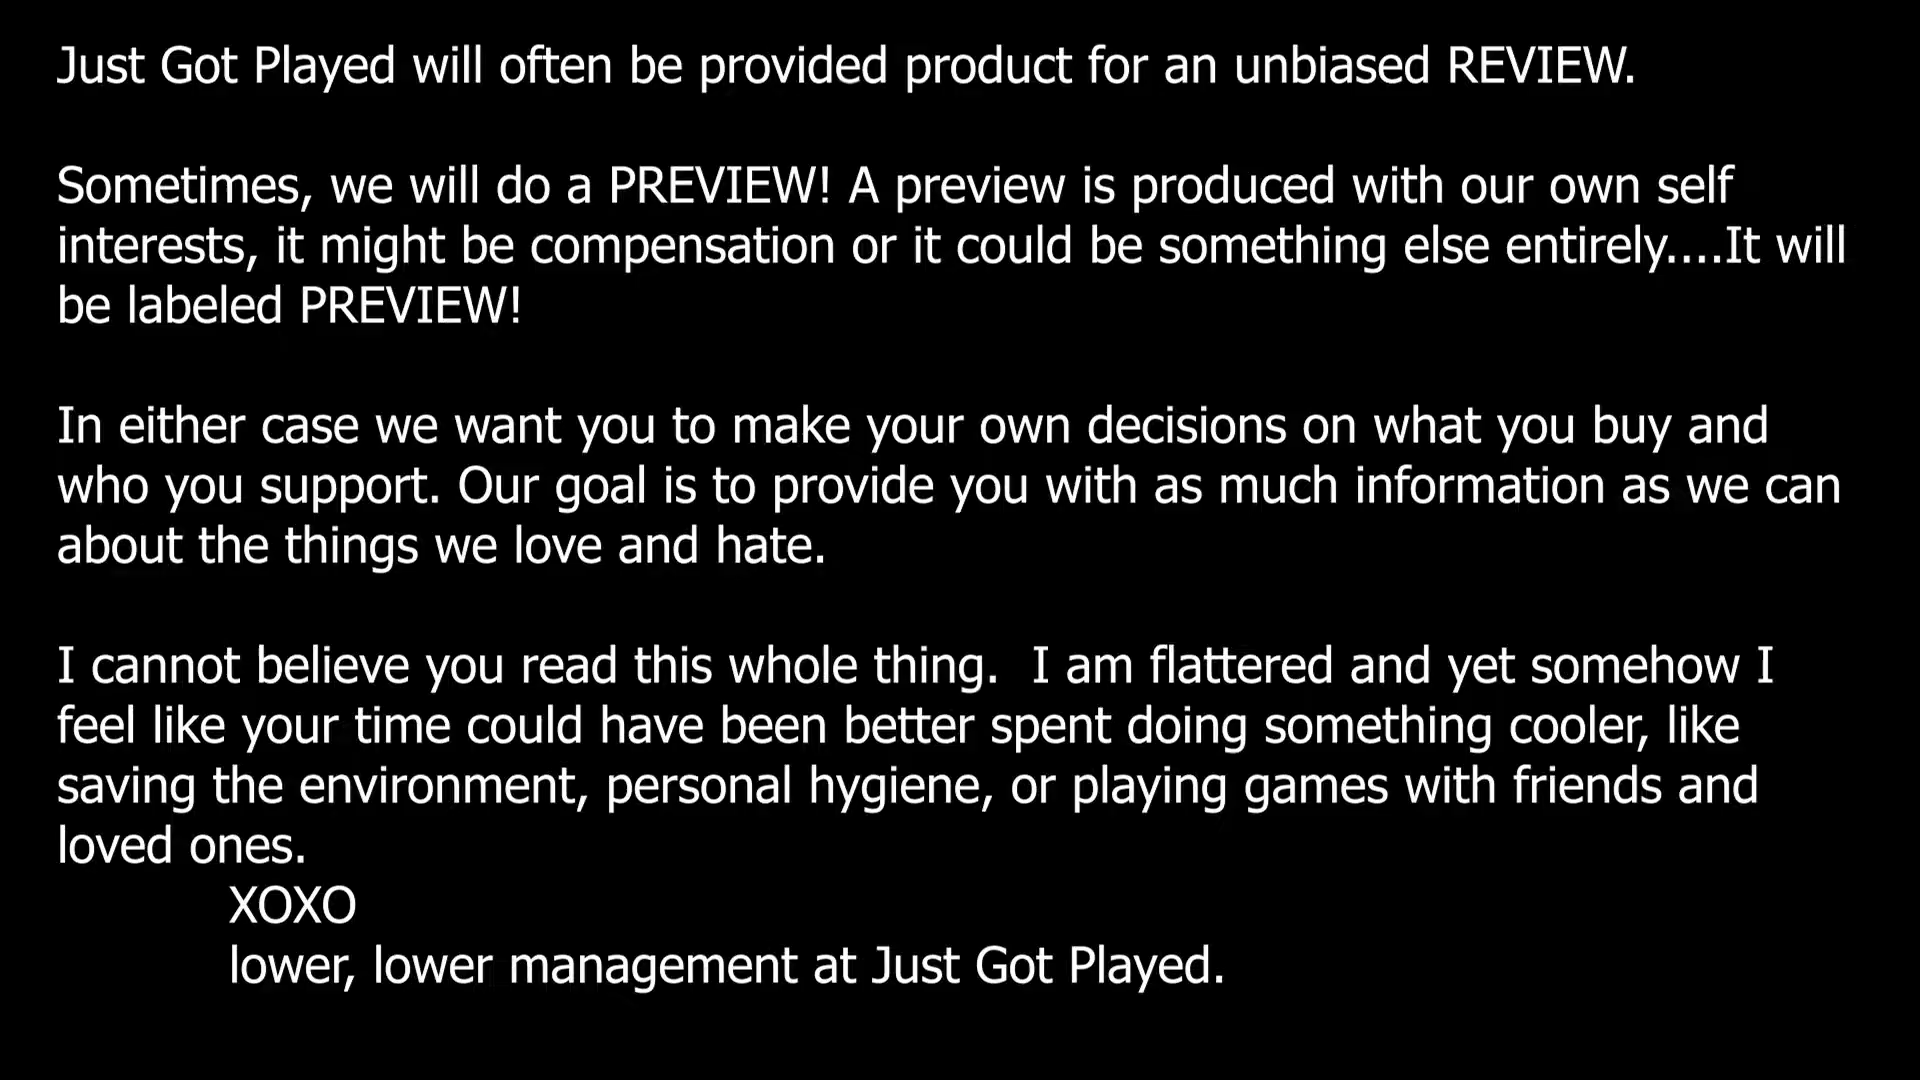 Just Got Played will often be provided product for an unbiased REVIEW.
Sometimes, we will do a PREVIEW! A preview is produced with our own self
interests, it might be compensation or it could be something else entirely....It will
be labeled PREVIEW!
In either case we want you to make your own decisions on what you buy and
who you support. Our goal is to provide you with as much information as we can
about the things we love and hate.
I cannot believe you read this whole thing.  I am flattered and yet somehow I
feel like your time could have been better spent doing something cooler, like
saving the environment, personal hygiene, or playing games with friends and
loved ones.
XOXO
lower, lower management at Just Got Played.